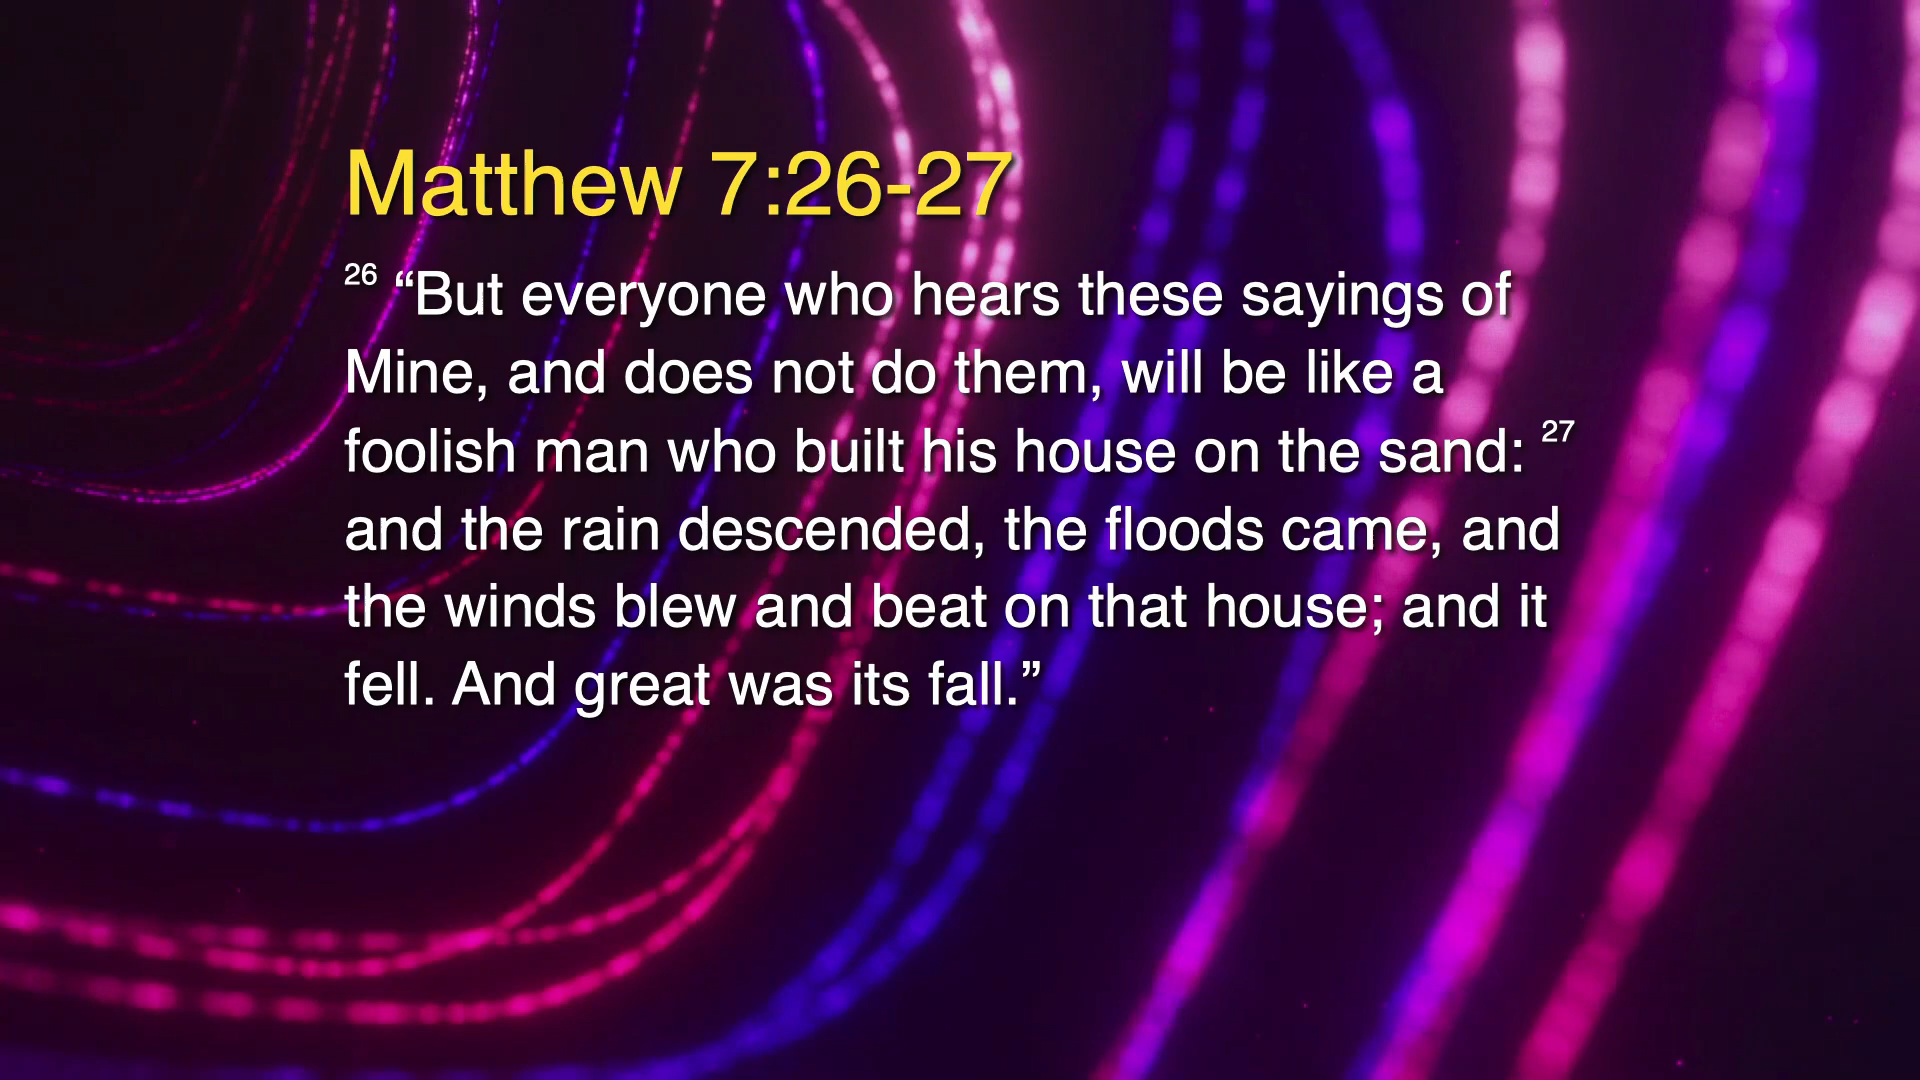 Matthew 7:26-27
26 “But everyone who hears these sayings of
Mine, and does not do them, will be like a
foolish man who built his house on the sand: 27
and the rain descended, the floods came, and
the winds blew and beat on that house; and it
fell. And great was its fall.”